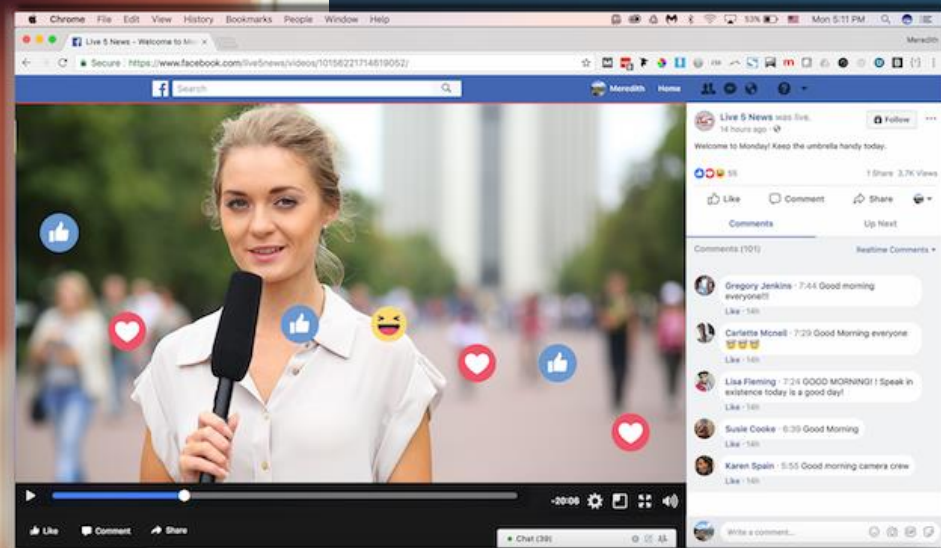 Chrome File Edit View History Bookmarks People Window Help
53%
Mon 5:11 PM
Live 5 News - Welcome to Mo
Meredith
Secure https://www.facebook.com/live5news/videos/10156221714619052/
Search
Meredith Home
Live 5 News was live.
14 hours ago
Follow
Welcome to Monday! Keep the umbrella handy today.
1 Share 3.7K Views
Like Comment Share
Comments Up Next
Comments (101) Realtime Comments
Gregory Jenkins · 7:44 Good morning
everyone!!!
Like · 14h
Carlette Mcneil · 7:29 Good Morning everyone
Like · 14h
Lisa Fleming · 7:24 GOOD MORNING! ! Speak in
existence today is a good day!
Like · 14h
Susie Cooke · 6:39 Good Morning
Like · 14h
Karen Spain · 5:55 Good morning camera crew
Like · 14h
-20:06
Like Comment Share
Chat (39)
Write a comment...